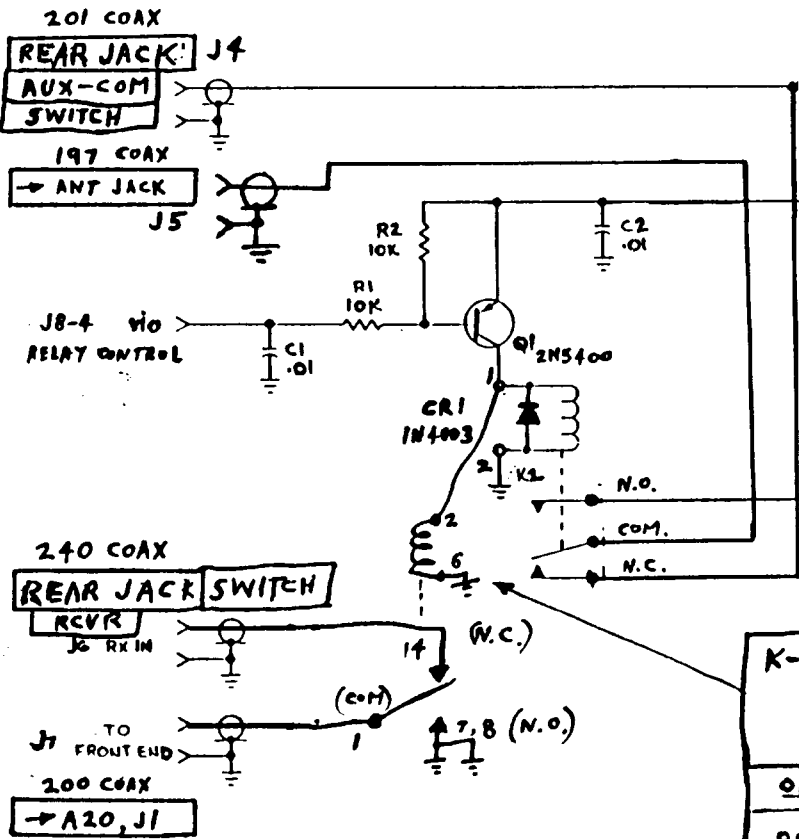 201 COAX
REAR JACK J4
AUX-COM
SWITCH
197 COAX
→ ANT JACK
J5
R2
10K
C2
.01
R1
10K
J8-4 vio
RELAY CONTROL
C1
.01
Q1
2N5400
1
CR1
1N4003
2
K2
N.O.
2
COM.
N.C.
6
240 COAX
REAR JACK SWITCH
RCVR
J6 RX IN
14
(N.C.)
K-
(COM)
1
7,8 (N.O.)
TO
FRONT END
200 COAX
→ A20, J1